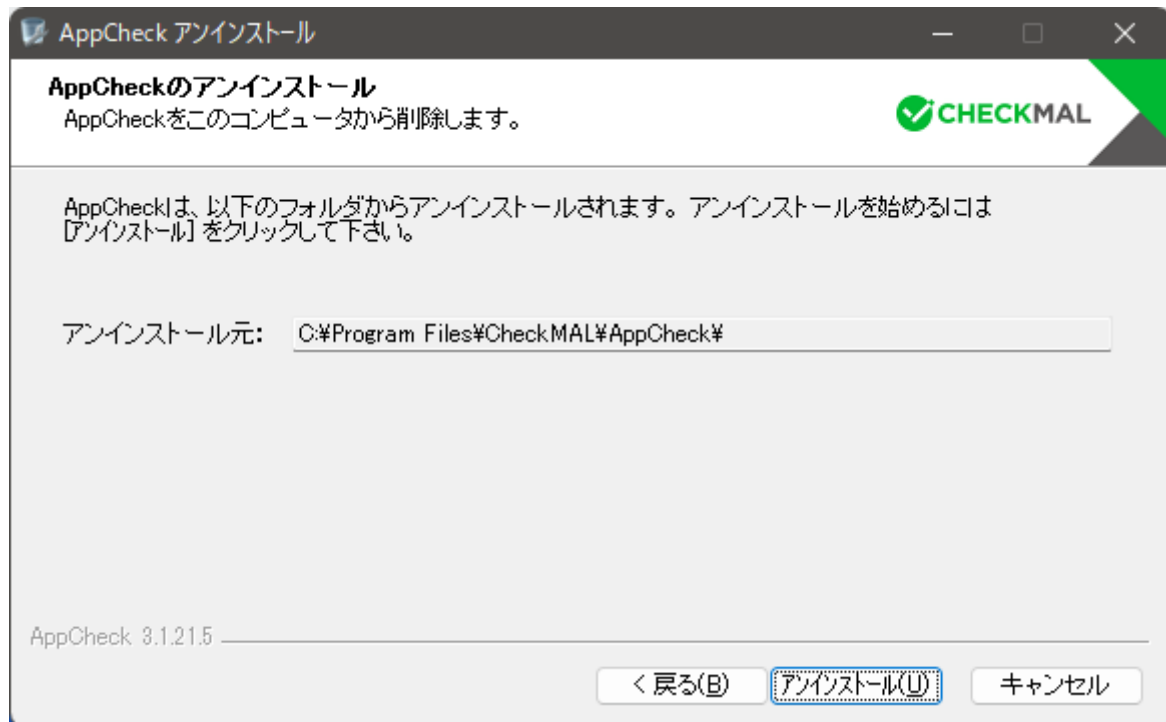 AppCheck アンインストール
AppCheckのアンインストール
AppCheckをこのコンピュータから削除します。
CHECKMAL
AppCheckは、以下のフォルダからアンインストールされます。アンインストールを始めるには
[アンインストール] をクリックして下さい。
アンインストール元: C:¥Program Files¥CheckMAL¥AppCheck¥
AppCheck 3.1.21.5
< 戻る(B) アンインストール(U) キャンセル